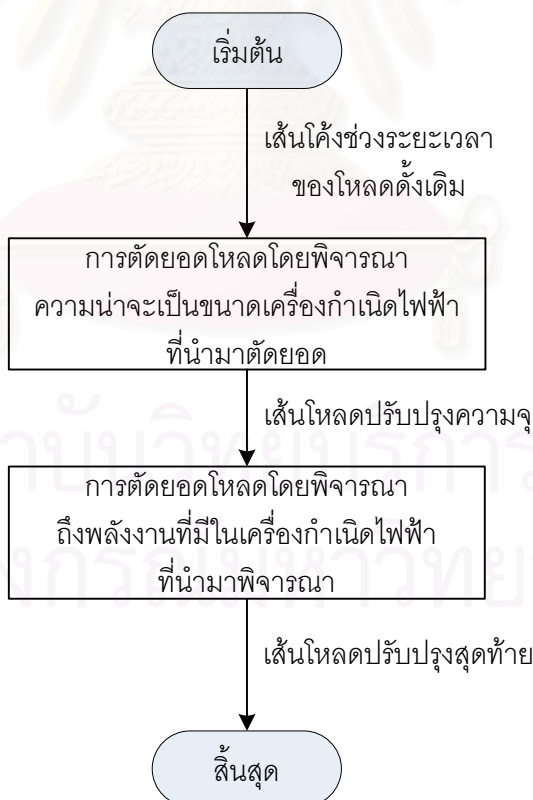 เริ่มต้น
เส้นโค้งช่วงระยะเวลา
ของโหลดดั้งเดิม
การตัดยอดโหลดโดยพิจารณา
ความน่าจะเป็นขนาดเครื่องกำเนิดไฟฟ้า
ที่นำมาตัดยอด
เส้นโหลดปรับปรุงความจุ
การตัดยอดโหลดโดยพิจารณา
ถึงพลังงานที่มีในเครื่องกำเนิดไฟฟ้า
ที่นำมาพิจารณา
เส้นโหลดปรับปรุงสุดท้าย
สิ้นสุด